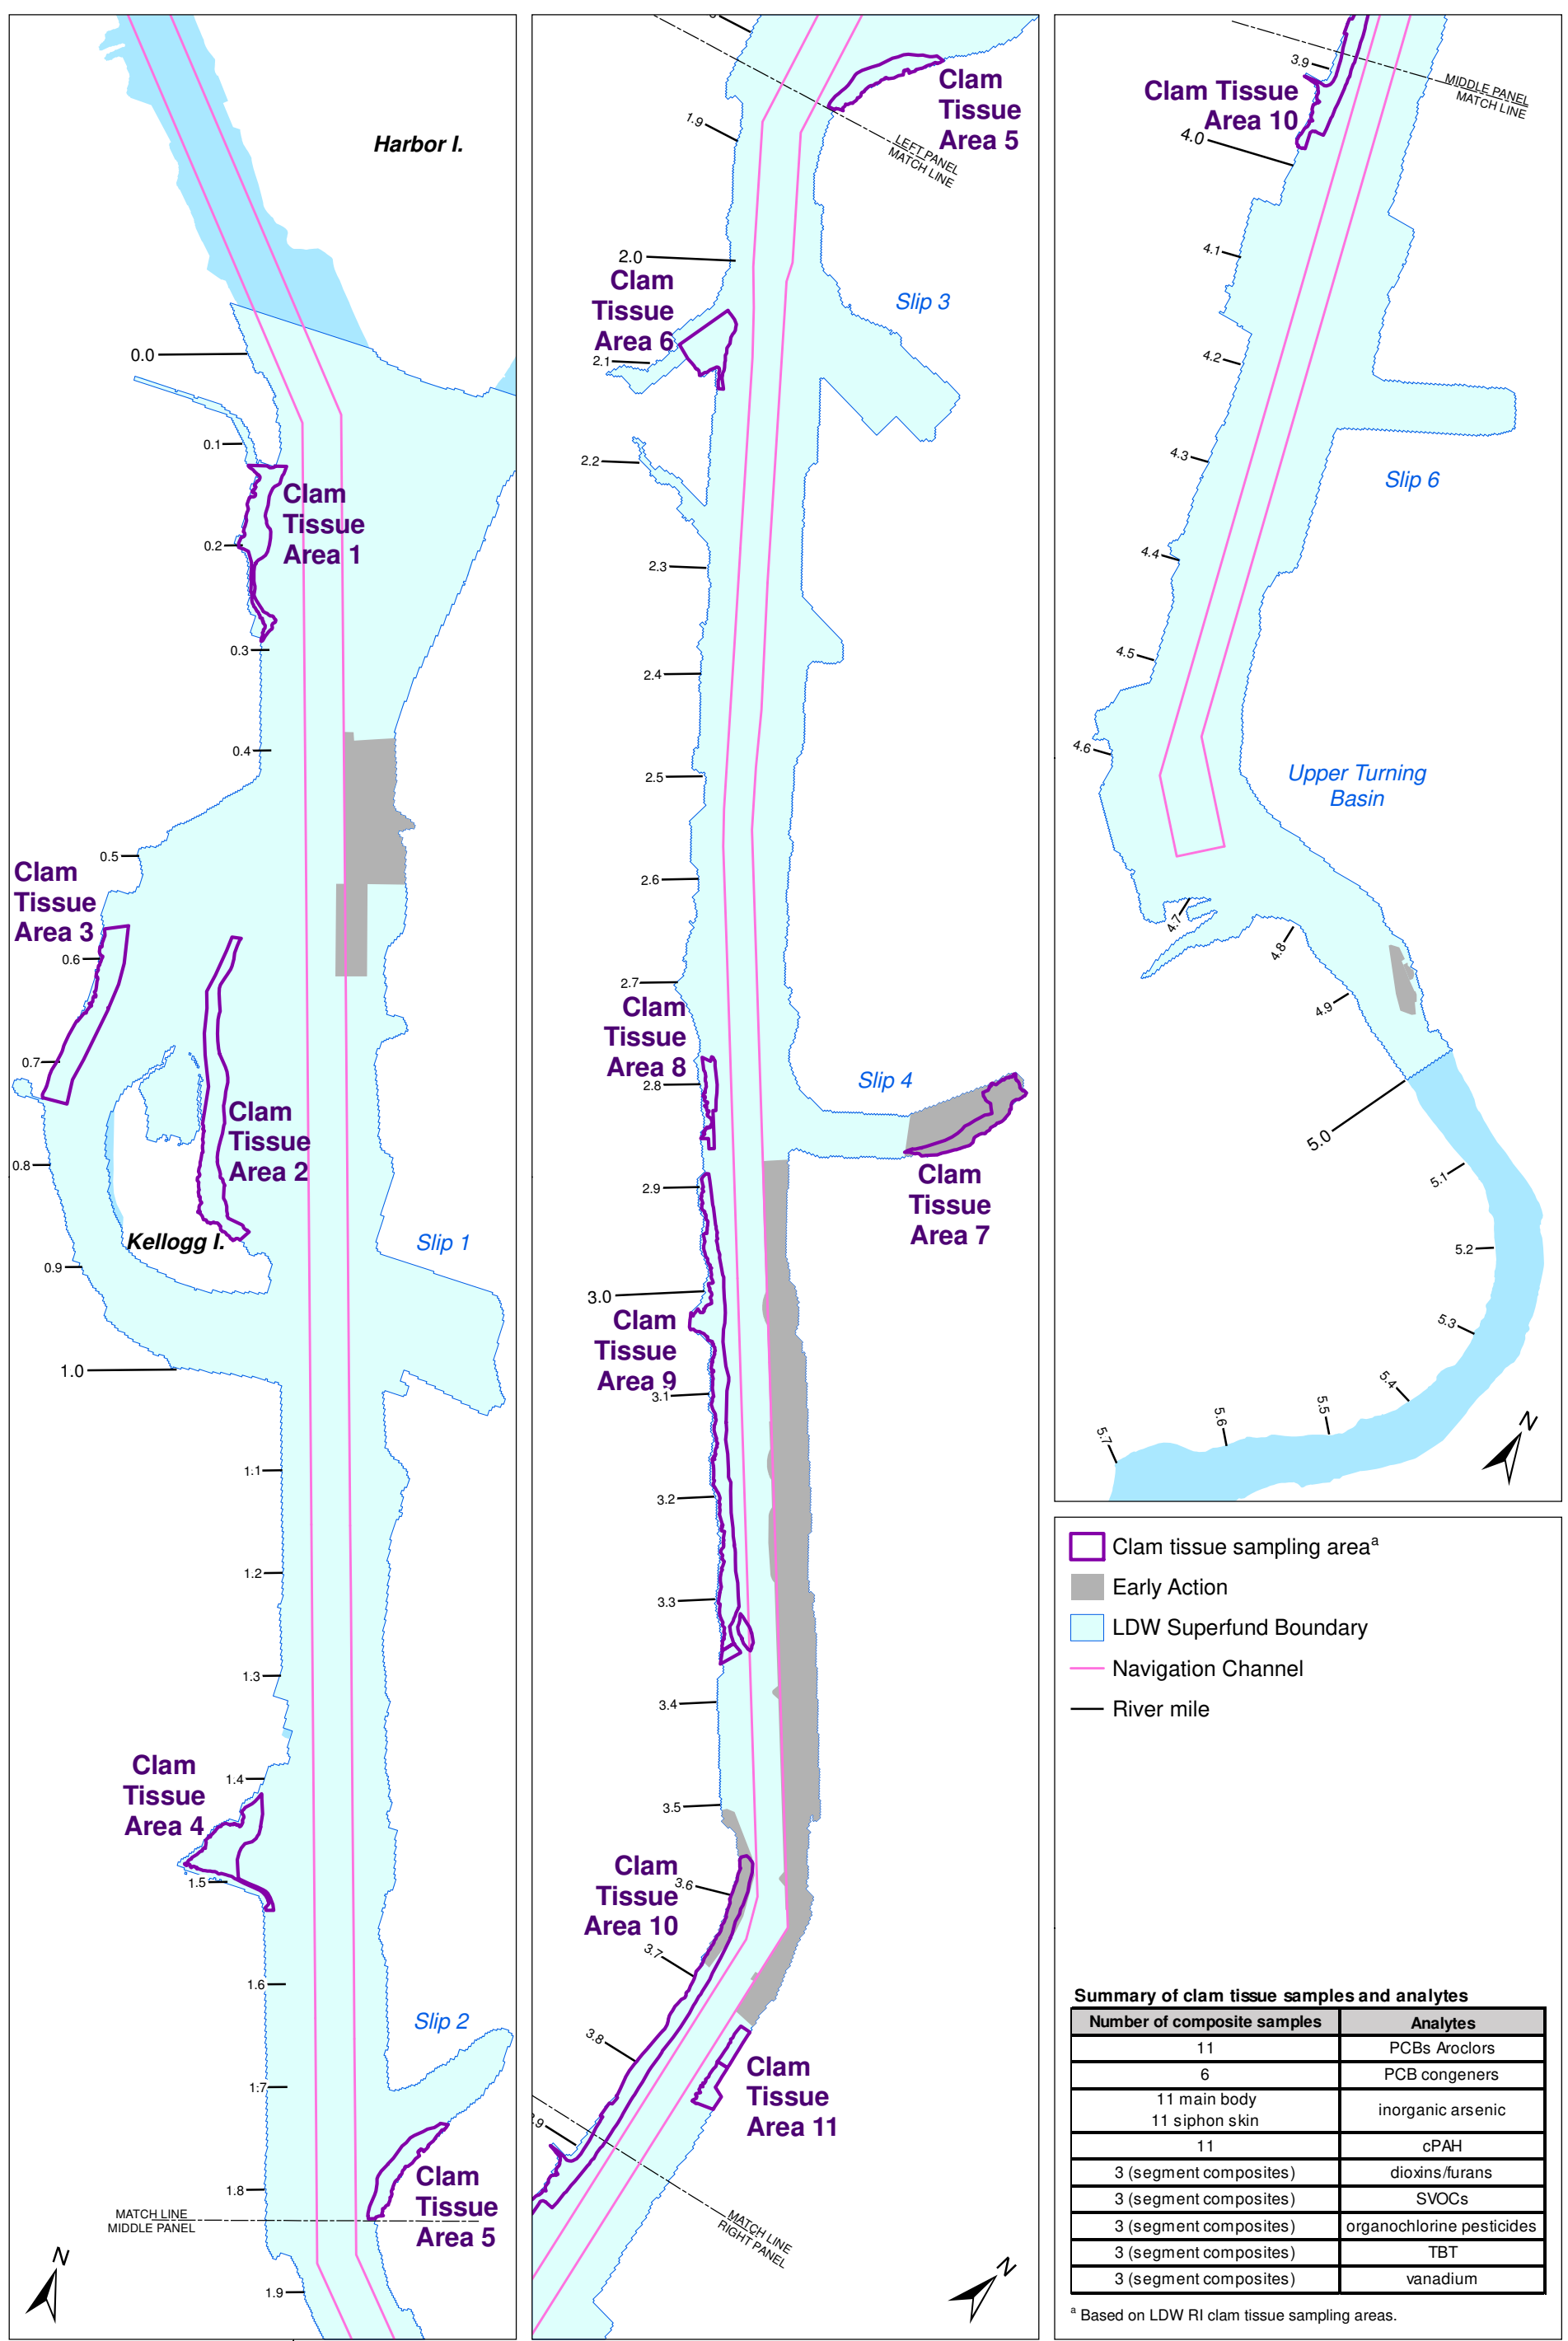 Harbor I.
0.0
0.1
Clam
Tissue
Area 1
0.2
0.3
0.4
0.5
Clam
Tissue
Area 3
0.6
0.7
Clam
Tissue
Area 2
0.8
Kellogg I.
Slip 1
0.9
1.0
1.1
1.2
1.3
Clam
Tissue
Area 4
1.4
1.5
1.6
Slip 2
1.7
Clam
Tissue
Area 5
1.8
MATCH LINE
MIDDLE PANEL
N
1.9
Clam
Tissue
Area 5
1.9
LEFT PANEL
MATCH LINE
2.0
Clam
Tissue
Area 6
Slip 3
2.1
2.2
2.3
2.4
2.5
2.6
2.7
Clam
Tissue
Area 8
2.8
Slip 4
Clam
Tissue
Area 7
2.9
3.0
Clam
Tissue
Area 9
3.1
3.2
3.3
3.4
3.5
Clam
Tissue
Area 10
3.6
3.7
3.8
Clam
Tissue
Area 11
.9
MATCH LINE
RIGHT PANEL
N
3.9
MIDDLE PANEL
MATCH LINE
Clam Tissue
Area 10
4.0
4.1
4.2
4.3
Slip 6
4.4
4.5
4.6
Upper Turning
Basin
4.7
4.8
4.9
5.0
5.1
5.2
5.3
5.4
5.5
5.6
5.7
N
Clam tissue sampling areaa
Early Action
LDW Superfund Boundary
Navigation Channel
River mile
Summary of clam tissue samples and analytes
Number of composite samples Analytes
11 PCBs Aroclors
6 PCB congeners
11 main body
11 siphon skin inorganic arsenic
11 cPAH
3 (segment composites) dioxins/furans
3 (segment composites) SVOCs
3 (segment composites) organochlorine pesticides
3 (segment composites) TBT
3 (segment composites) vanadium
a Based on LDW RI clam tissue sampling areas.